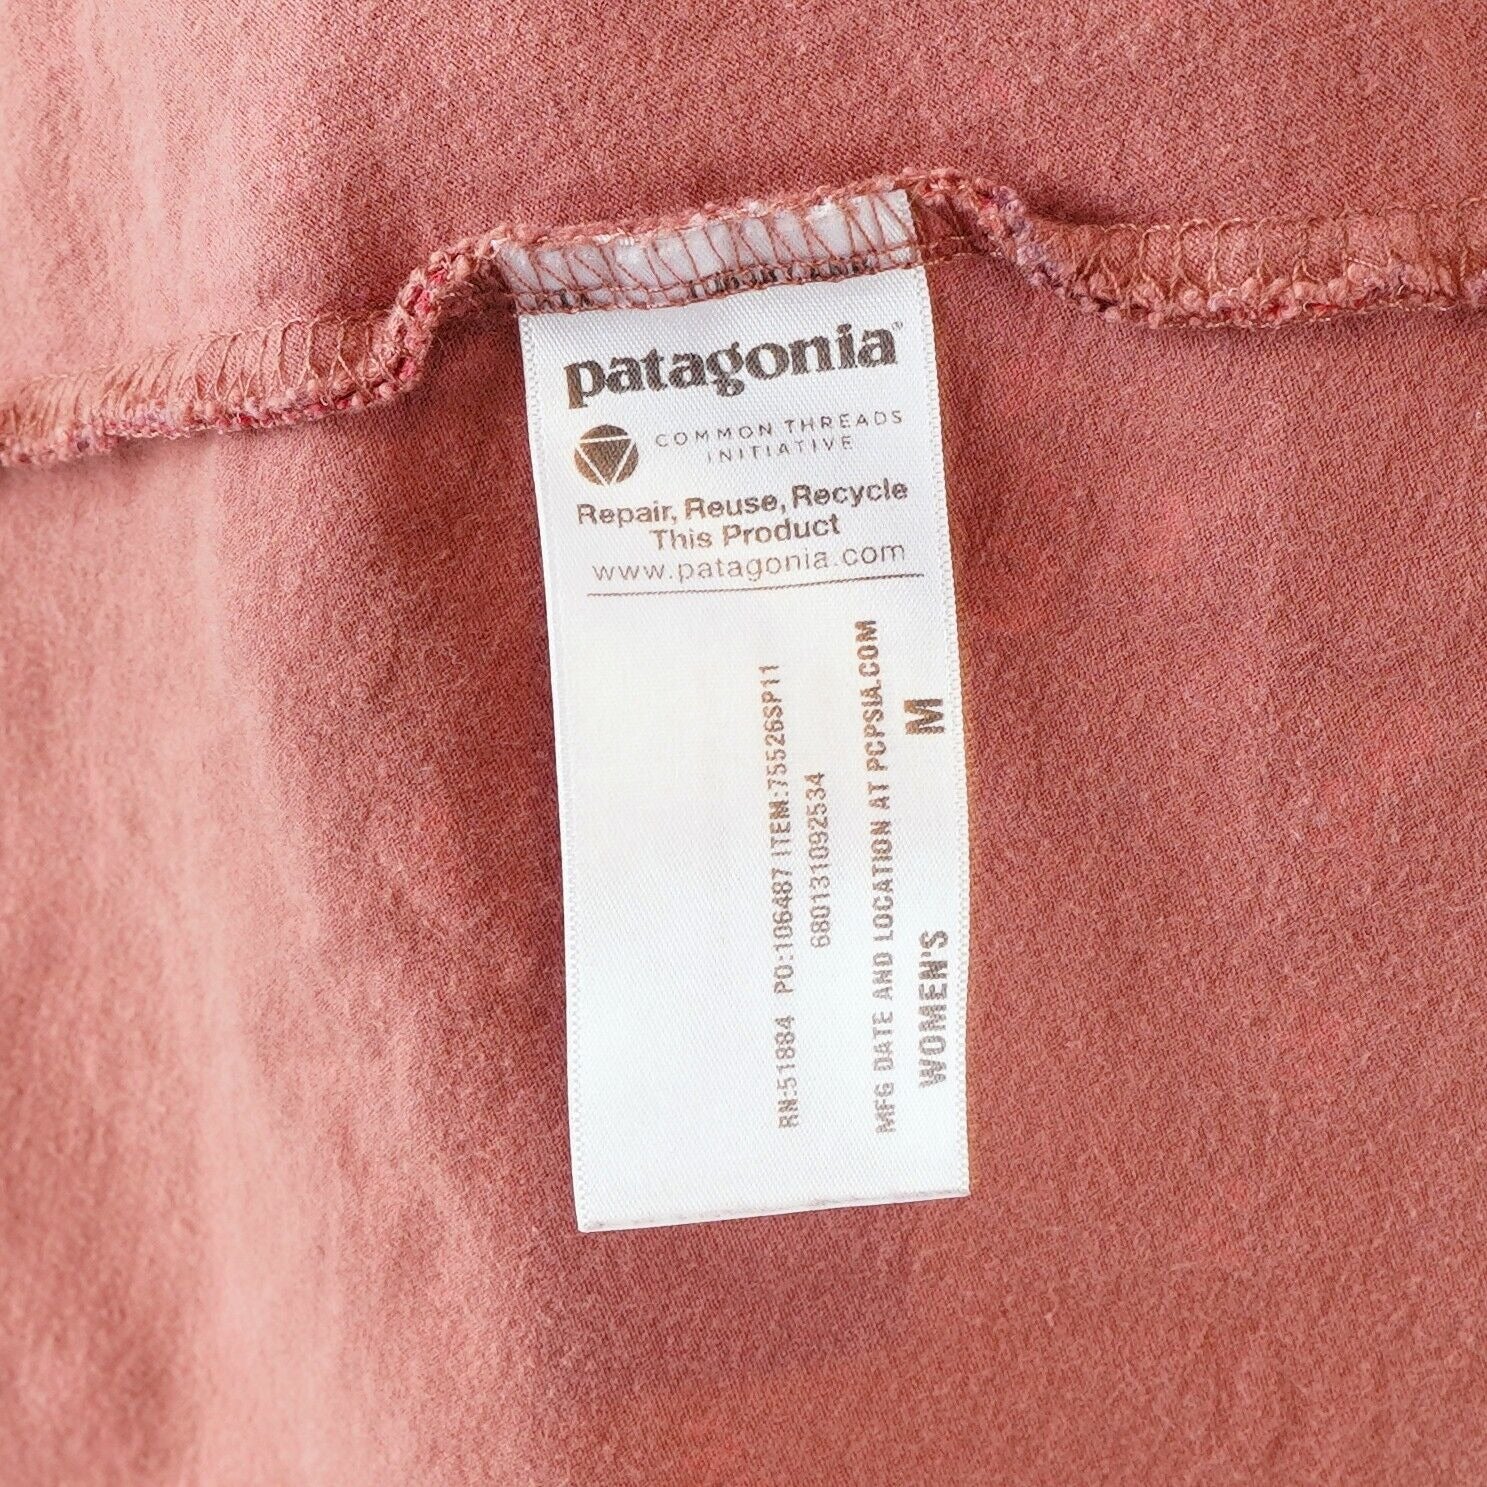 patagonia
COMMON THREADS
INITIATIVE
Repair, Reuse, Recycle
This Product
www.patagonia.com
RN:51884 PO:106487 ITEM:75526SP11
680131092534
MFG DATE AND LOCATION AT PCPSIA.COM
WOMEN'S M